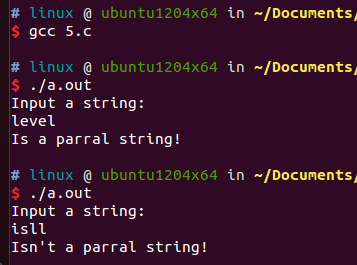 # linux @ ubuntu1204x64 in ~/Documents/
$ gcc 5.c
# linux @ ubuntu1204x64 in ~/Documents/
$ ./a.out
Input a string:
level
Is a parral string!
# linux @ ubuntu1204x64 in ~/Documents/
$ ./a.out
Input a string:
isll
Isn't a parral string!